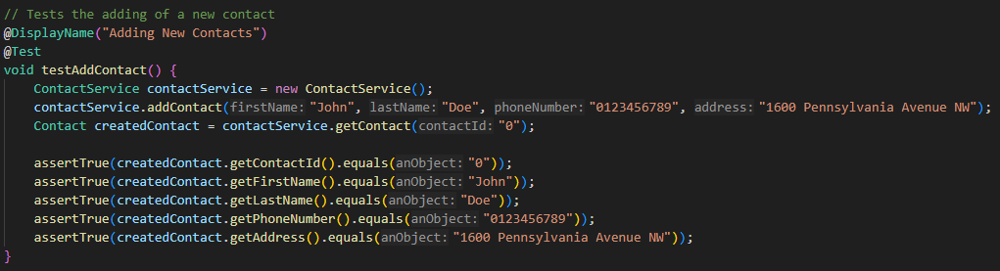 // Tests the adding of a new contact
@DisplayName("Adding New Contacts")
@Test
void testAddContact() {
    ContactService contactService = new ContactService();
    contactService.addContact(firstName: "John", lastName: "Doe", phoneNumber: "0123456789", address: "1600 Pennsylvania Avenue NW");
    Contact createdContact = contactService.getContact(contactId: "0");

    assertTrue(createdContact.getContactId().equals(anObject: "0"));
    assertTrue(createdContact.getFirstName().equals(anObject: "John"));
    assertTrue(createdContact.getLastName().equals(anObject: "Doe"));
    assertTrue(createdContact.getPhoneNumber().equals(anObject: "0123456789"));
    assertTrue(createdContact.getAddress().equals(anObject: "1600 Pennsylvania Avenue NW"));
}